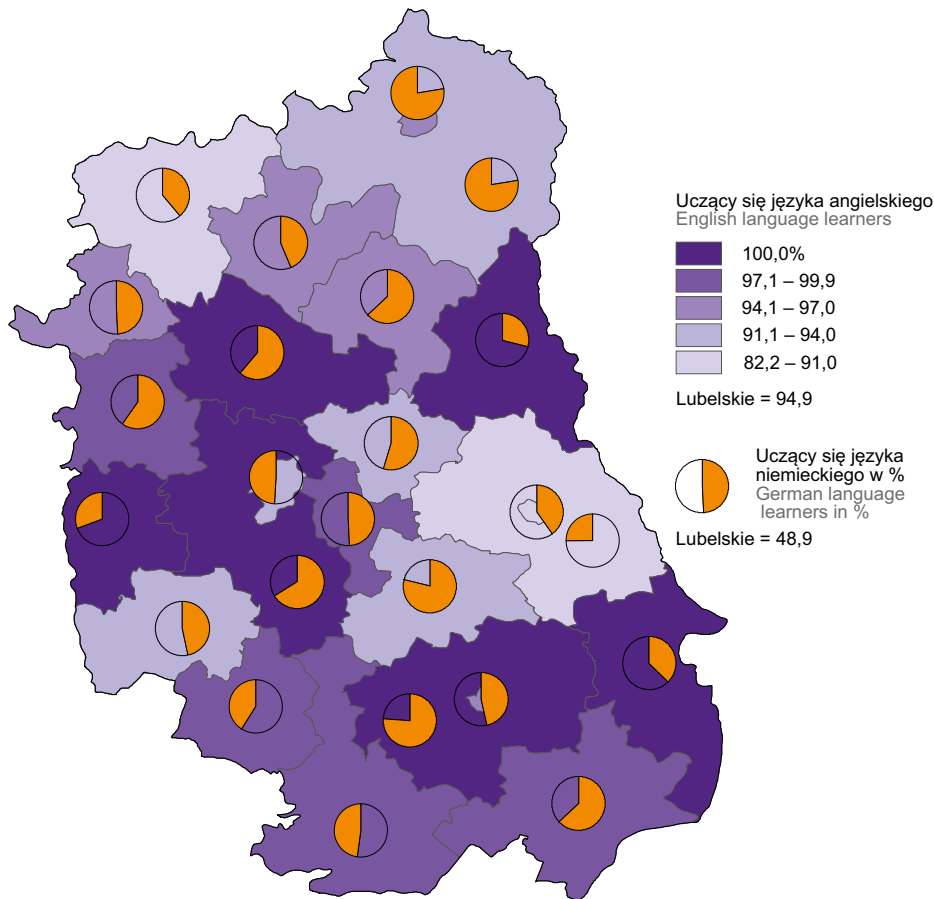 Uczący się języka angielskiego
English language learners
100,0%
97,1 – 99,9
94,1 – 97,0
91,1 – 94,0
82,2 – 91,0
Lubelskie = 94,9
Uczący się języka
niemieckiego w %
German language
learners in %
Lubelskie = 48,9